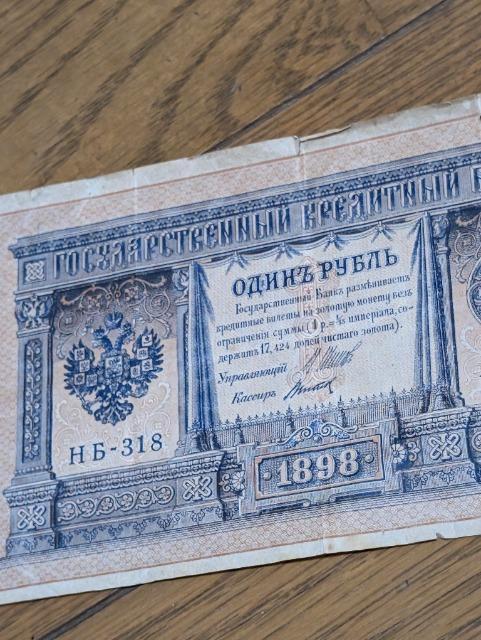 ГОСУДАРСТВЕННЫЙ КРЕДИТНЫЙ
ОДИНЪ РУБЛЬ
Государственный Банкъ размѣниваетъ
кредитные билеты на золотую монету безъ
ограниченія суммы (1 р.=1/15 имперіала, со-
держитъ 17,424 долей чистаго золота).
Управляющій
Кассиръ
НБ-318
1898